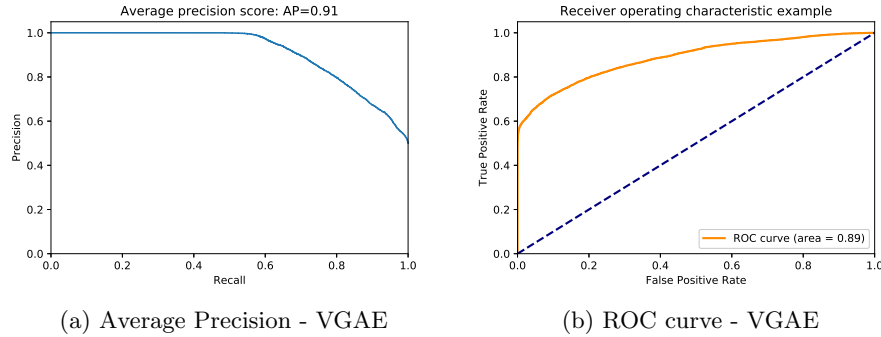 Average precision score: AP=0.91
1.0
0.8
0.6
0.4
0.2
0.0
Precision
0.0 0.2 0.4 0.6 0.8 1.0
Recall
(a) Average Precision - VGAE
Receiver operating characteristic example
1.0
0.8
0.6
0.4
0.2
0.0
True Positive Rate
ROC curve (area = 0.89)
0.0 0.2 0.4 0.6 0.8 1.0
False Positive Rate
(b) ROC curve - VGAE